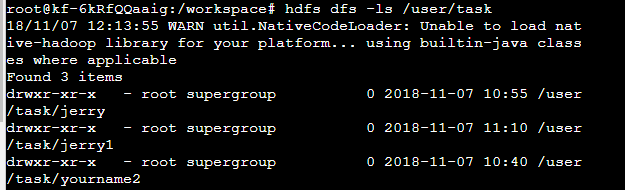 root@kf-6kRfQQaaig:/workspace# hdfs dfs -ls /user/task
18/11/07 12:13:55 WARN util.NativeCodeLoader: Unable to load nat
ive-hadoop library for your platform... using builtin-java class
es where applicable
Found 3 items
drwxr-xr-x   - root supergroup          0 2018-11-07 10:55 /user
/task/jerry
drwxr-xr-x   - root supergroup          0 2018-11-07 11:10 /user
/task/jerry1
drwxr-xr-x   - root supergroup          0 2018-11-07 10:40 /user
/task/yourname2